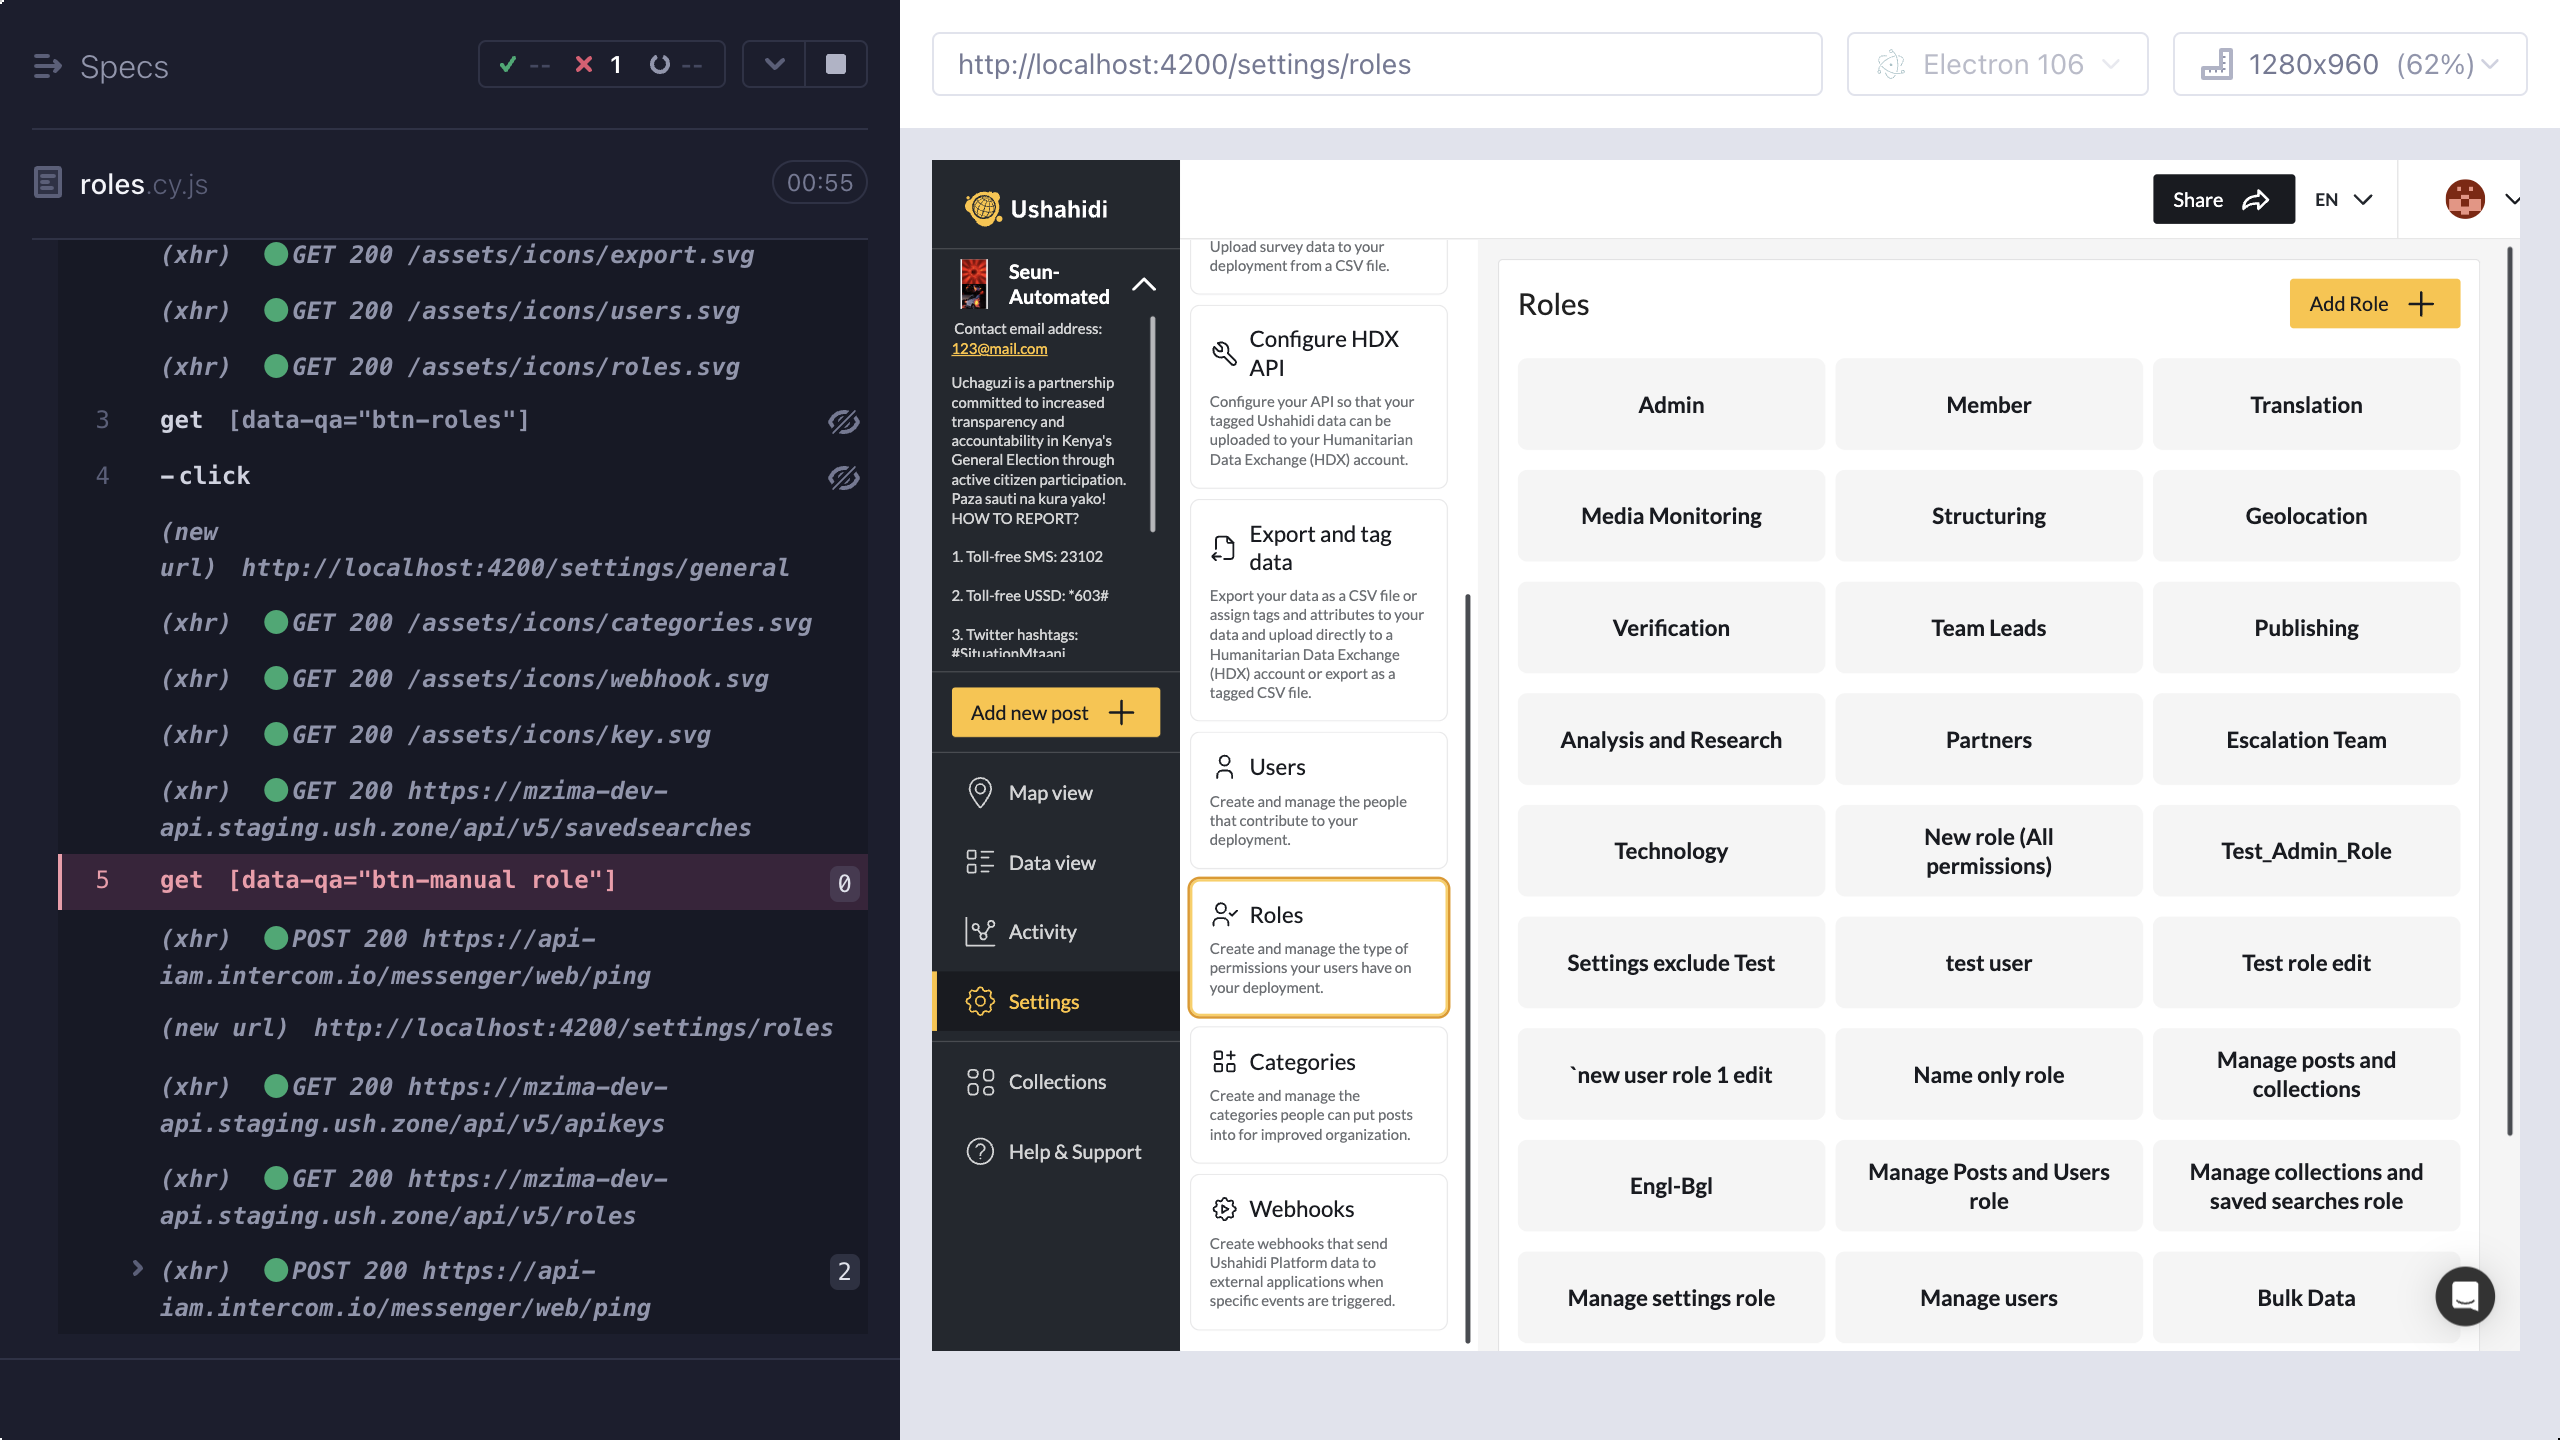 Specs
-- 1 --
roles.cy.js
00:55
(xhr) GET 200 /assets/icons/export.svg
(xhr) GET 200 /assets/icons/users.svg
(xhr) GET 200 /assets/icons/roles.svg
3 get [data-qa="btn-roles"]
4 -click
(new
url) http://localhost:4200/settings/general
(xhr) GET 200 /assets/icons/categories.svg
(xhr) GET 200 /assets/icons/webhook.svg
(xhr) GET 200 /assets/icons/key.svg
(xhr) GET 200 https://mzima-dev-
api.staging.ush.zone/api/v5/savedsearches
5 get [data-qa="btn-manual role"] 0
(xhr) POST 200 https://api-
iam.intercom.io/messenger/web/ping
(new url) http://localhost:4200/settings/roles
(xhr) GET 200 https://mzima-dev-
api.staging.ush.zone/api/v5/apikeys
(xhr) GET 200 https://mzima-dev-
api.staging.ush.zone/api/v5/roles
(xhr) POST 200 https://api-
iam.intercom.io/messenger/web/ping
2
http://localhost:4200/settings/roles
Electron 106
1280x960 (62%)
Ushahidi
Seun-
Automated
Contact email address:
123@mail.com
Uchaguzi is a partnership
committed to increased
transparency and
accountability in Kenya's
General Election through
active citizen participation.
Paza sauti na kura yako!
HOW TO REPORT?
1. Toll-free SMS: 23102
2. Toll-free USSD: *603#
3. Twitter hashtags:
#SituationMtaani
Add new post
Map view
Data view
Activity
Settings
Collections
Help & Support
Share
EN
Upload survey data to your
deployment from a CSV file.
Configure HDX
API
Configure your API so that your
tagged Ushahidi data can be
uploaded to your Humanitarian
Data Exchange (HDX) account.
Export and tag
data
Export your data as a CSV file or
assign tags and attributes to your
data and upload directly to a
Humanitarian Data Exchange
(HDX) account or export as a
tagged CSV file.
Users
Create and manage the people
that contribute to your
deployment.
Roles
Create and manage the type of
permissions your users have on
your deployment.
Categories
Create and manage the
categories people can put posts
into for improved organization.
Webhooks
Create webhooks that send
Ushahidi Platform data to
external applications when
specific events are triggered.
Roles
Add Role
Admin
Member
Translation
Media Monitoring
Structuring
Geolocation
Verification
Team Leads
Publishing
Analysis and Research
Partners
Escalation Team
Technology
New role (All
permissions)
Test_Admin_Role
Settings exclude Test
test user
Test role edit
`new user role 1 edit
Name only role
Manage posts and
collections
Engl-Bgl
Manage Posts and Users
role
Manage collections and
saved searches role
Manage settings role
Manage users
Bulk Data